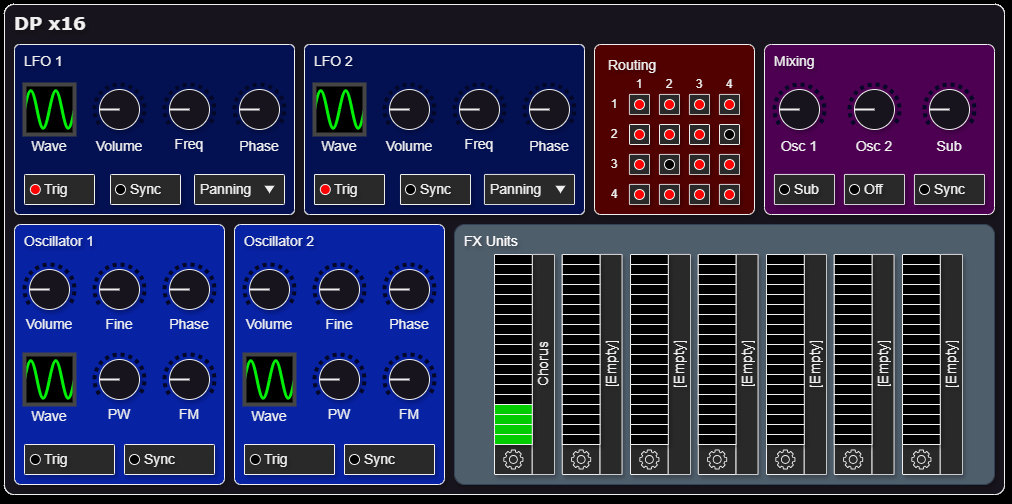 DP x16
LFO 1
Wave Volume Freq Phase
Trig Sync Panning
LFO 2
Wave Volume Freq Phase
Trig Sync Panning
Routing
1 2 3 4
1
2
3
4
Mixing
Osc 1 Osc 2 Sub
Sub Off Sync
Oscillator 1
Volume Fine Phase
Wave PW FM
Trig Sync
Oscillator 2
Volume Fine Phase
Wave PW FM
Trig Sync
FX Units
Chorus
[Empty]
[Empty]
[Empty]
[Empty]
[Empty]
[Empty]